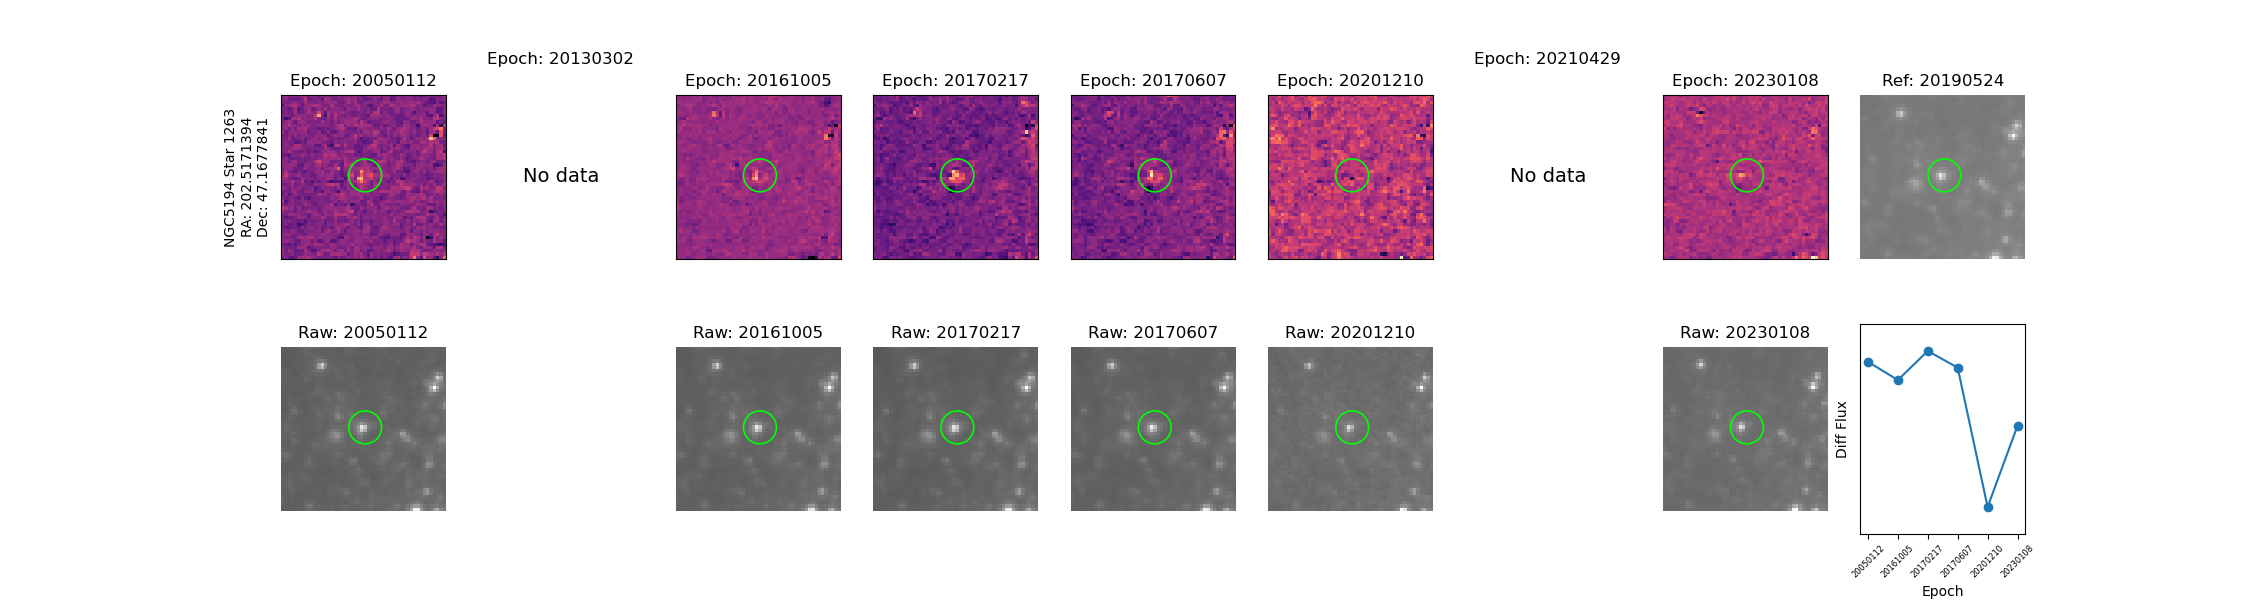 Epoch: 20130302
Epoch: 20210429
Epoch: 20050112
Epoch: 20161005
Epoch: 20170217
Epoch: 20170607
Epoch: 20201210
Epoch: 20230108
Ref: 20190524
NGC5194 Star 1263
RA: 202.5171394
Dec: 47.1677841
No data
No data
Raw: 20050112
Raw: 20161005
Raw: 20170217
Raw: 20170607
Raw: 20201210
Raw: 20230108
Diff Flux
20050112
20161005
20170217
20170607
20201210
20230108
Epoch